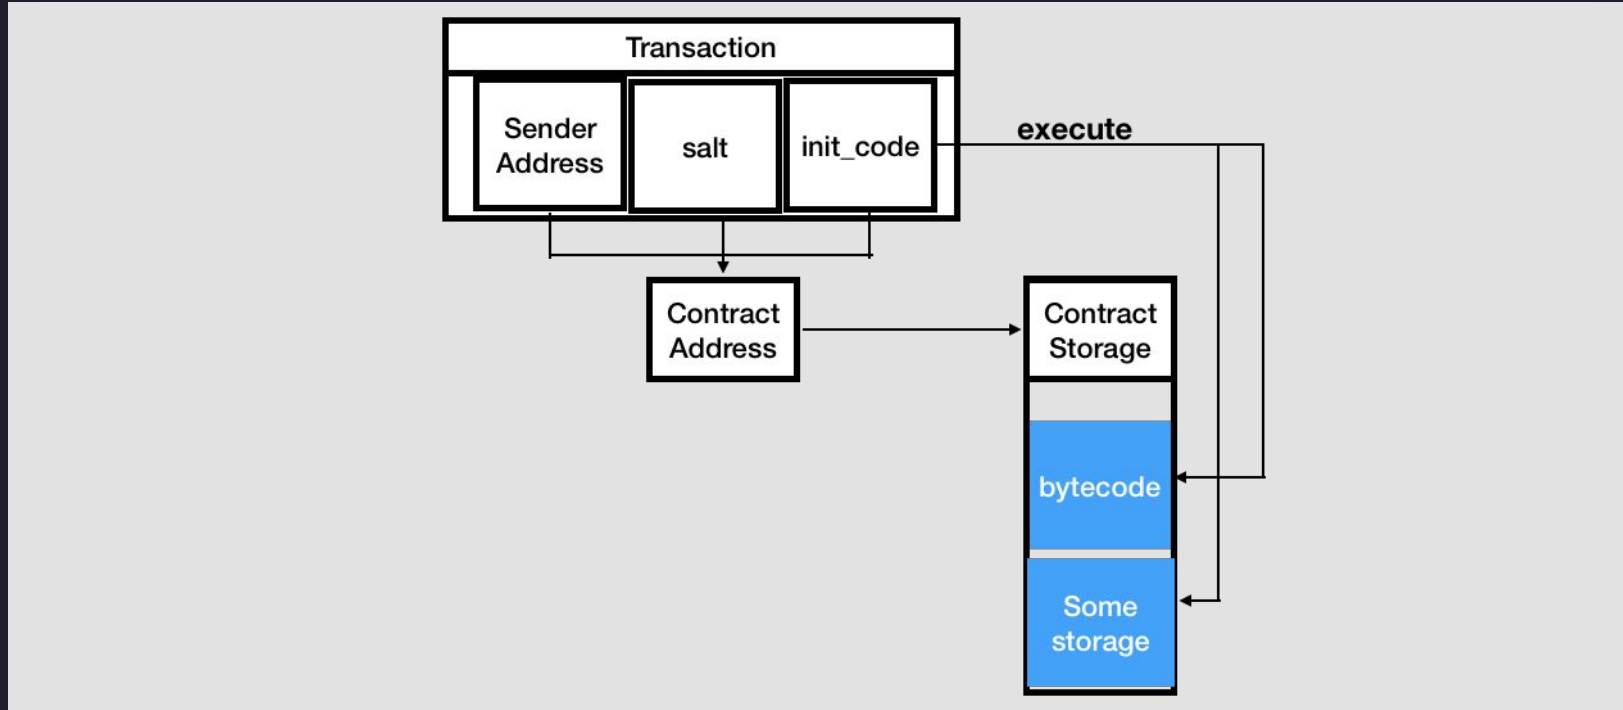 Transaction
Sender
Address
salt
init_code
execute
Contract
Address
Contract
Storage
bytecode
Some
storage